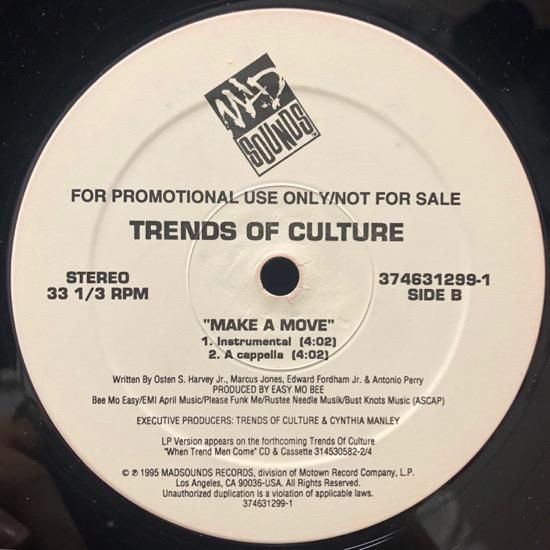 MAD
SOUNDS
FOR PROMOTIONAL USE ONLY/NOT FOR SALE
TRENDS OF CULTURE
STEREO
33 1/3 RPM
374631299-1
SIDE B
"MAKE A MOVE"
1. Instrumental (4:02)
2. A cappella (4:02)
Written By Osten S. Harvey Jr., Marcus Jones, Edward Fordham Jr. & Antonio Perry
PRODUCED BY EASY MO BEE
Bee Mo Easy/EMI April Music/Please Funk Me/Rustee Needle Musik/Bust Knots Music (ASCAP)
EXECUTIVE PRODUCERS: TRENDS OF CULTURE & CYNTHIA MANLEY
LP Version appears on the forthcoming Trends Of Culture
"When Trend Men Come" CD & Cassette 314530582-2/4
© ℗ 1995 MADSOUNDS RECORDS, division of Motown Record Company, L.P.
Los Angeles, CA 90036-USA. All Rights Reserved.
Unauthorized duplication is a violation of applicable laws.
374631299-1